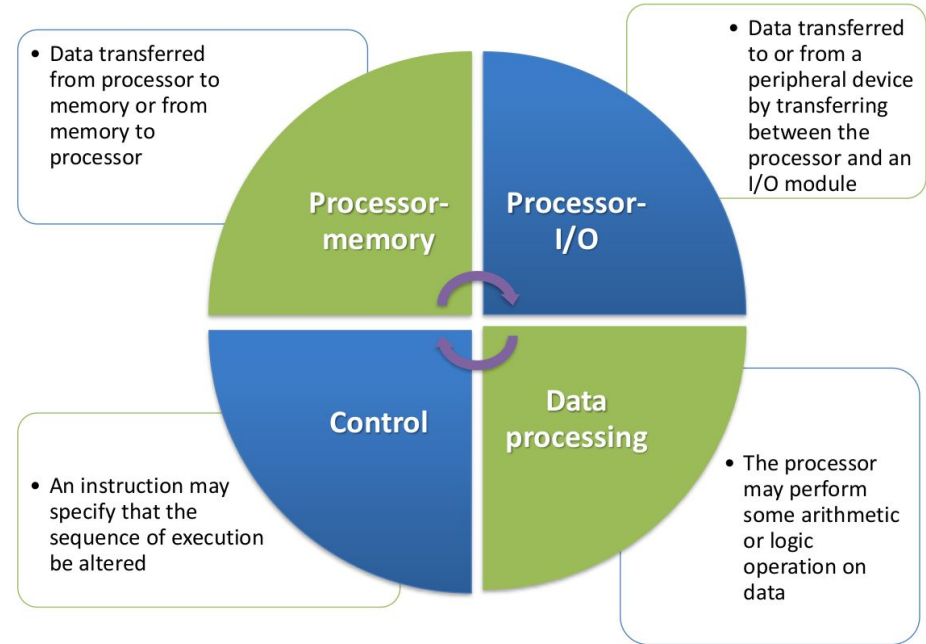 • Data transferred
from processor to
memory or from
memory to
processor
• Data transferred
to or from a
peripheral device
by transferring
between the
processor and an
I/O module
Processor-
memory
Processor-
I/O
Control
Data
processing
• An instruction may
specify that the
sequence of execution
be altered
• The processor
may perform
some arithmetic
or logic
operation on
data